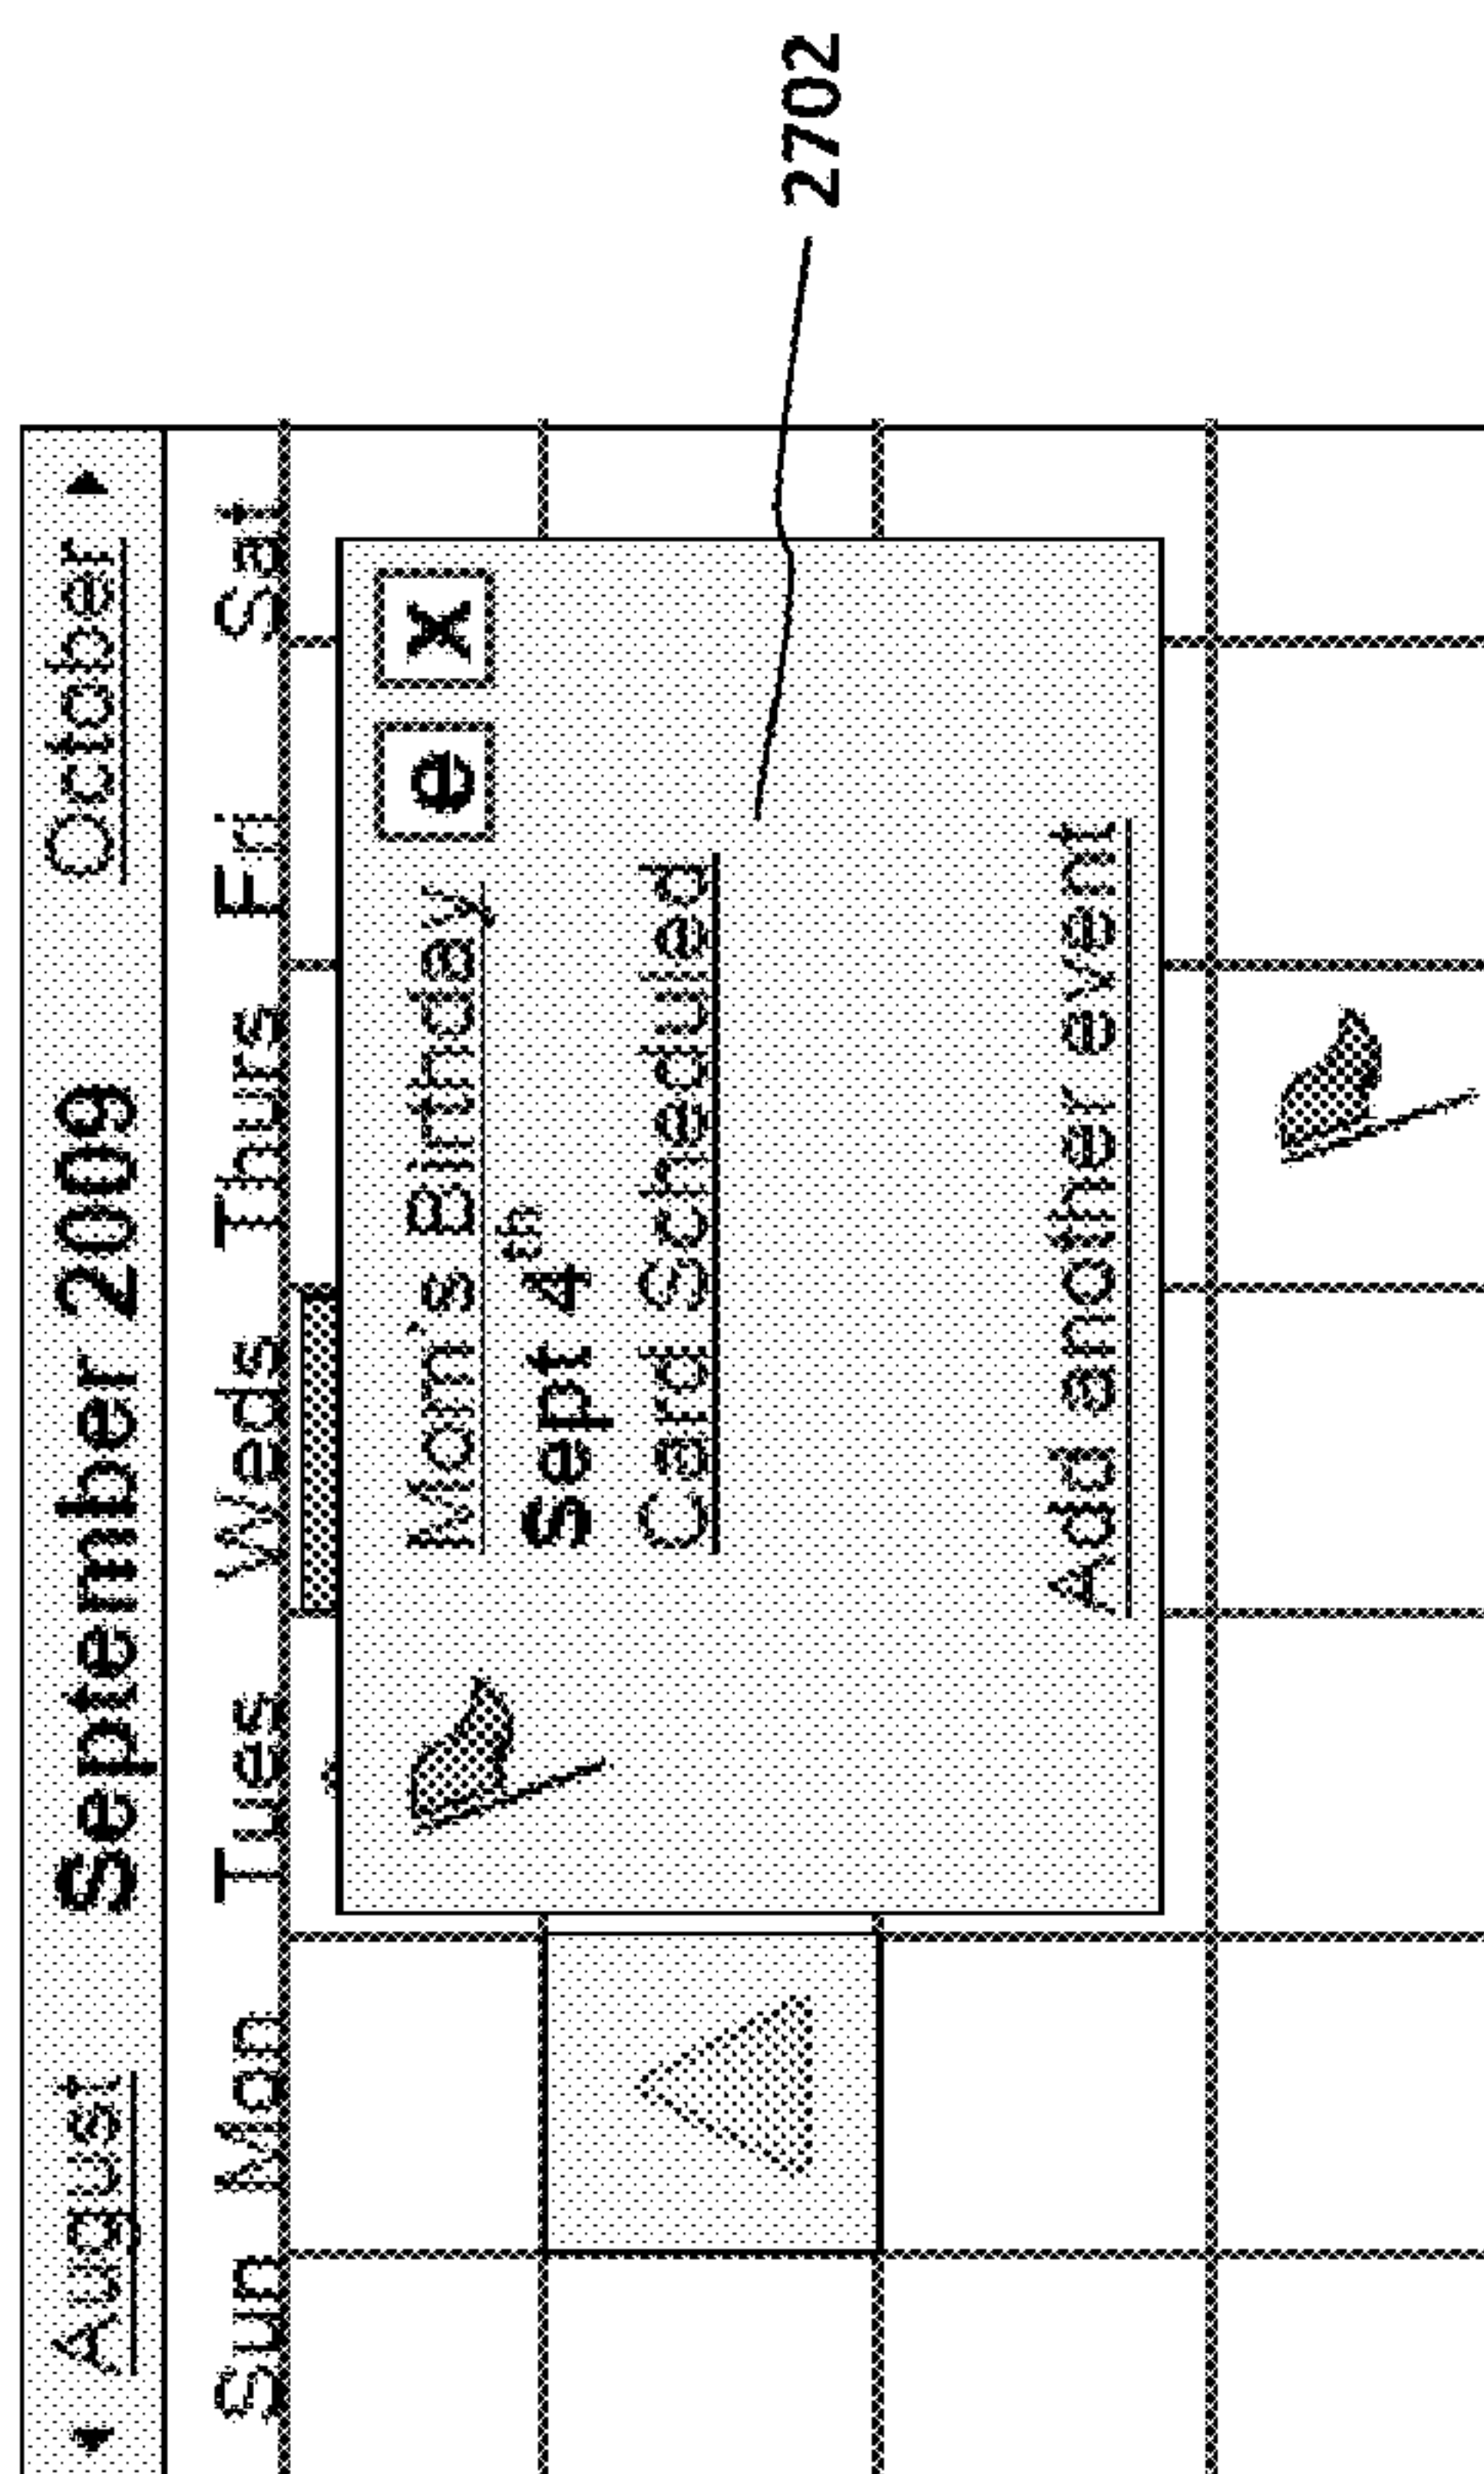 August September 2009 October
Sun Mon Tues Weds Thurs Fri Sat
Mom's Birthday e x
Sept 4th
Card Scheduled
Add another event
2702